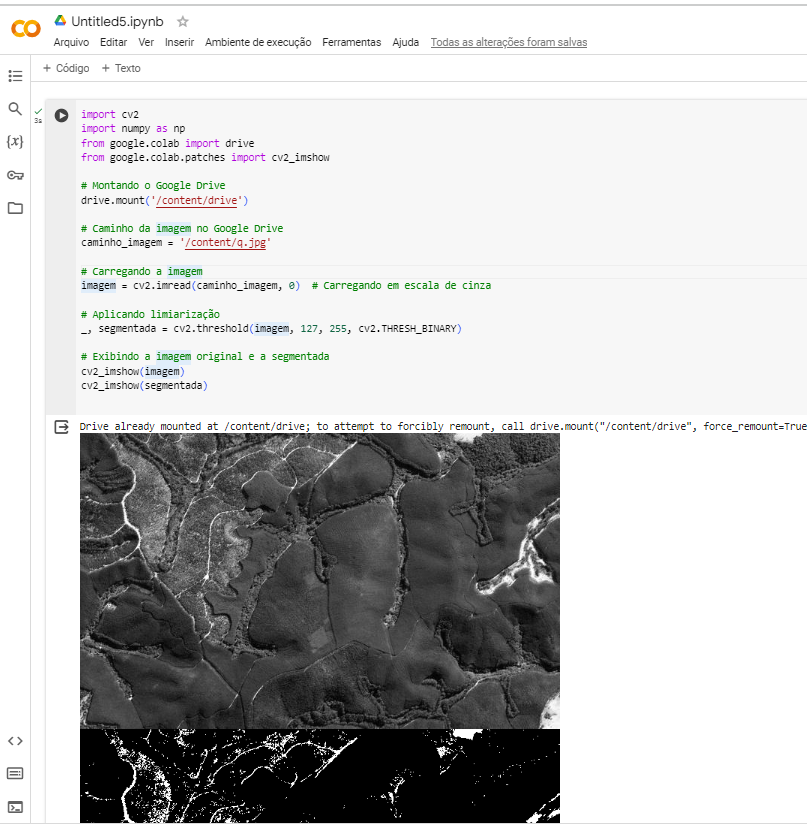 Untitled5.ipynb
Arquivo Editar Ver Inserir Ambiente de execução Ferramentas Ajuda Todas as alterações foram salvas
+ Código + Texto
3s
import cv2
import numpy as np
from google.colab import drive
from google.colab.patches import cv2_imshow
# Montando o Google Drive
drive.mount('/content/drive')
# Caminho da imagem no Google Drive
caminho_imagem = '/content/q.jpg'
# Carregando a imagem
imagem = cv2.imread(caminho_imagem, 0)  # Carregando em escala de cinza
# Aplicando limiarização
_, segmentada = cv2.threshold(imagem, 127, 255, cv2.THRESH_BINARY)
# Exibindo a imagem original e a segmentada
cv2_imshow(imagem)
cv2_imshow(segmentada)
Drive already mounted at /content/drive; to attempt to forcibly remount, call drive.mount("/content/drive", force_remount=True